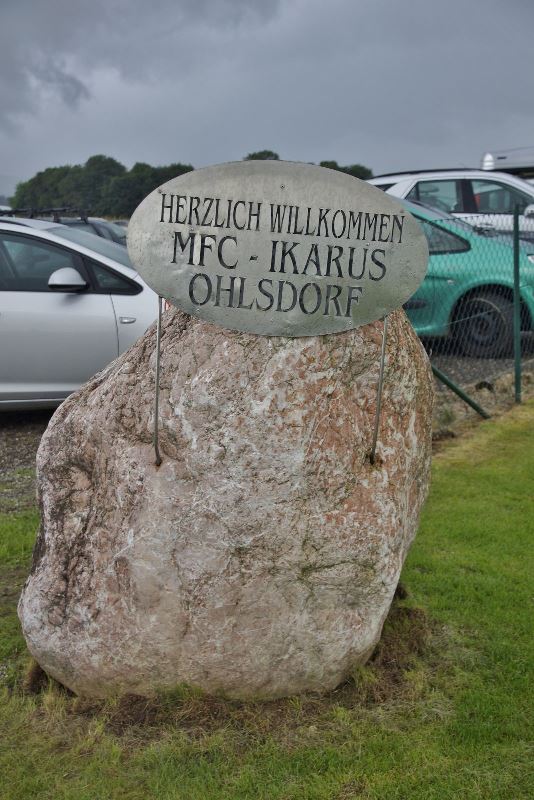 HERZLICH WILLKOMMEN
MFC - IKARUS
OHLSDORF